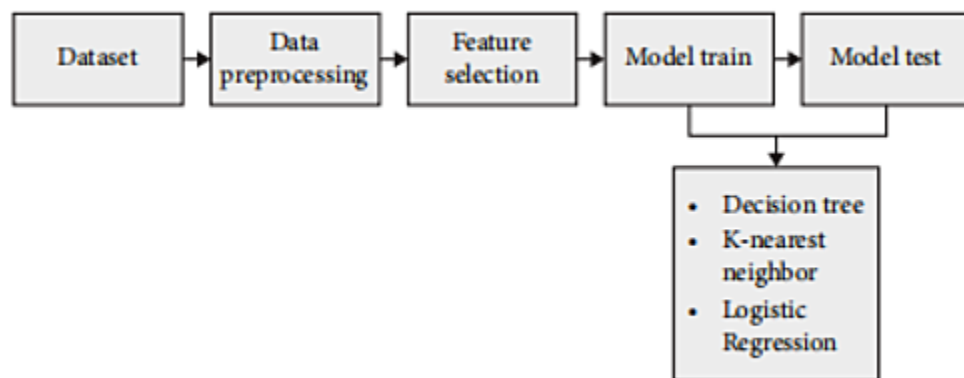 Dataset
Data
preprocessing
Feature
selection
Model train
Model test
• Decision tree
• K-nearest
neighbor
• Logistic
Regression